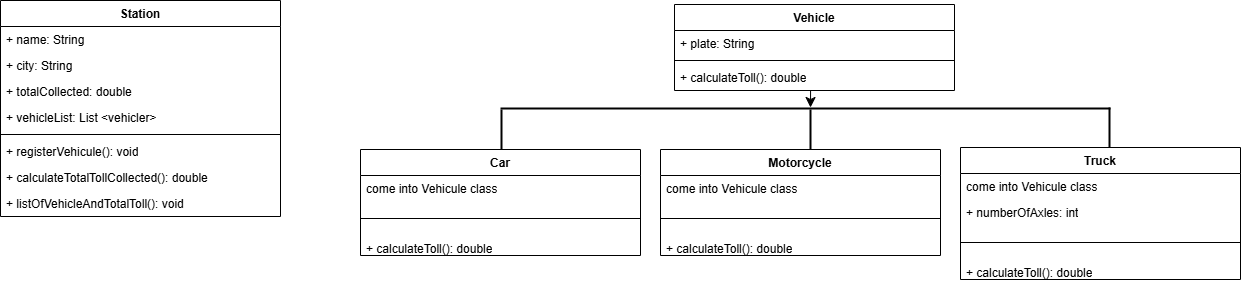 Station
+ name: String
+ city: String
+ totalCollected: double
+ vehicleList: List <vehicler>
+ registerVehicule(): void
+ calculateTotalTollCollected(): double
+ listOfVehicleAndTotalToll(): void
Vehicle
+ plate: String
+ calculateToll(): double
Car
come into Vehicule class
+ calculateToll(): double
Motorcycle
come into Vehicule class
+ calculateToll(): double
Truck
come into Vehicule class
+ numberOfAxles: int
+ calculateToll(): double